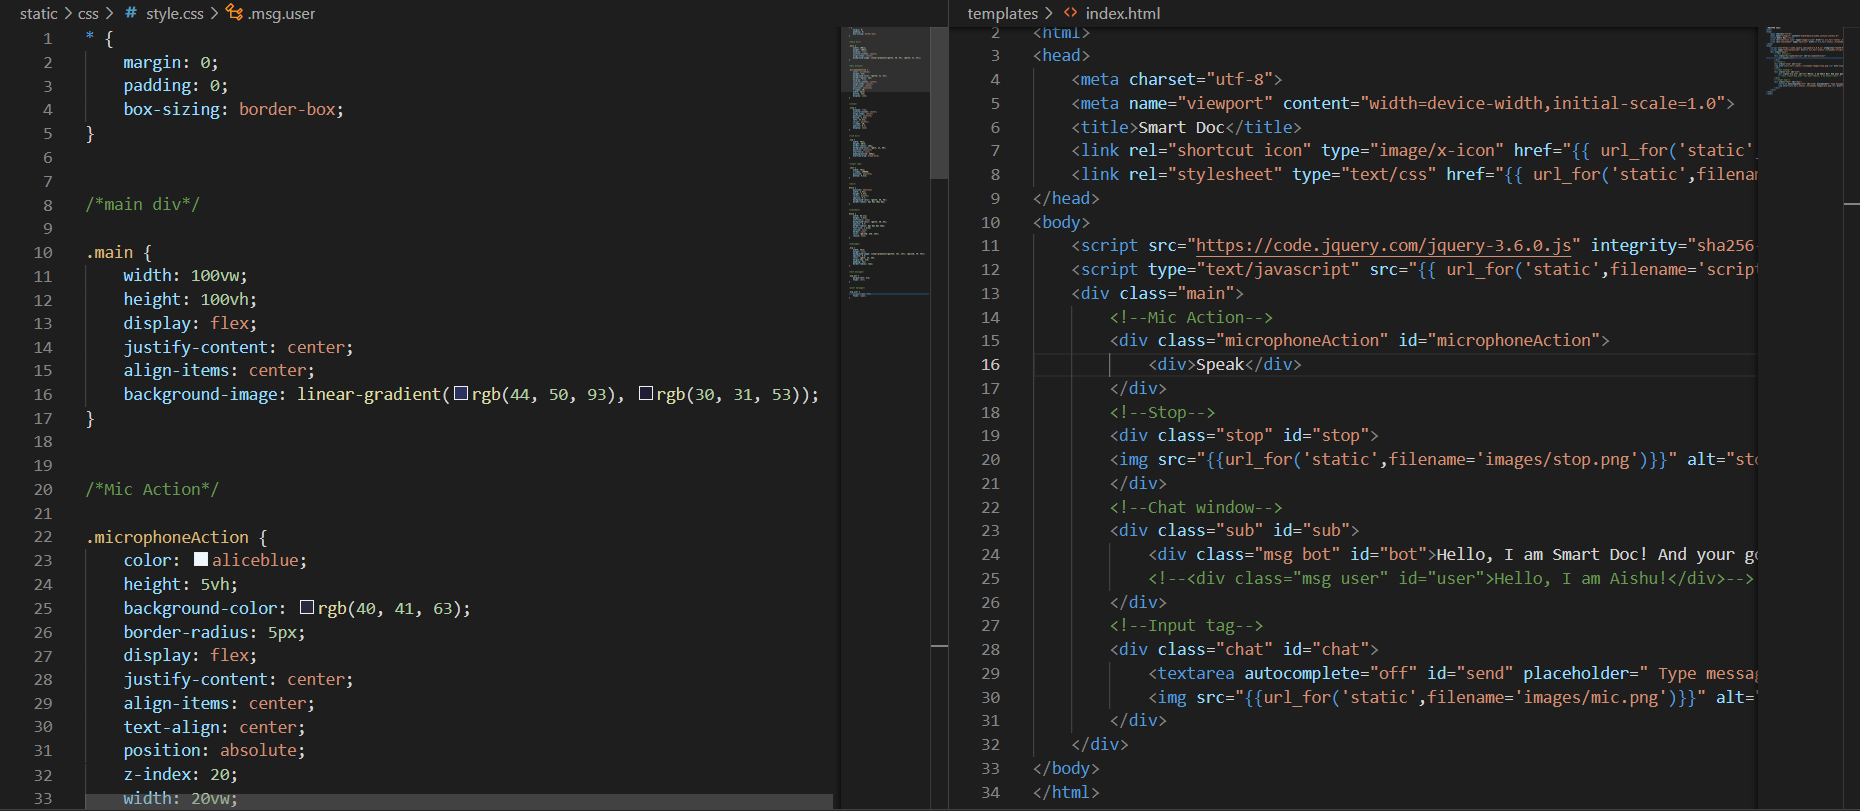 static > css > # style.css > .msg.user
1 * {
2 margin: 0;
3 padding: 0;
4 box-sizing: border-box;
5 }
6
7
8 /*main div*/
9
10 .main {
11 width: 100vw;
12 height: 100vh;
13 display: flex;
14 justify-content: center;
15 align-items: center;
16 background-image: linear-gradient(rgb(44, 50, 93), rgb(30, 31, 53));
17 }
18
19
20 /*Mic Action*/
21
22 .microphoneAction {
23 color: aliceblue;
24 height: 5vh;
25 background-color: rgb(40, 41, 63);
26 border-radius: 5px;
27 display: flex;
28 justify-content: center;
29 align-items: center;
30 text-align: center;
31 position: absolute;
32 z-index: 20;
33 width: 20vw;
templates > <> index.html
2 <html>
3 <head>
4 <meta charset="utf-8">
5 <meta name="viewport" content="width=device-width,initial-scale=1.0">
6 <title>Smart Doc</title>
7 <link rel="shortcut icon" type="image/x-icon" href="{{ url_for('static'
8 <link rel="stylesheet" type="text/css" href="{{ url_for('static',filenam
9 </head>
10 <body>
11 <script src="https://code.jquery.com/jquery-3.6.0.js" integrity="sha256-
12 <script type="text/javascript" src="{{ url_for('static',filename='script
13 <div class="main">
14 <!--Mic Action-->
15 <div class="microphoneAction" id="microphoneAction">
16 <div>Speak</div>
17 </div>
18 <!--Stop-->
19 <div class="stop" id="stop">
20 <img src="{{url_for('static',filename='images/stop.png')}}" alt="sto
21 </div>
22 <!--Chat window-->
23 <div class="sub" id="sub">
24 <div class="msg bot" id="bot">Hello, I am Smart Doc! And your go
25 <!--<div class="msg user" id="user">Hello, I am Aishu!</div>-->
26 </div>
27 <!--Input tag-->
28 <div class="chat" id="chat">
29 <textarea autocomplete="off" id="send" placeholder=" Type messag
30 <img src="{{url_for('static',filename='images/mic.png')}}" alt="
31 </div>
32 </div>
33 </body>
34 </html>